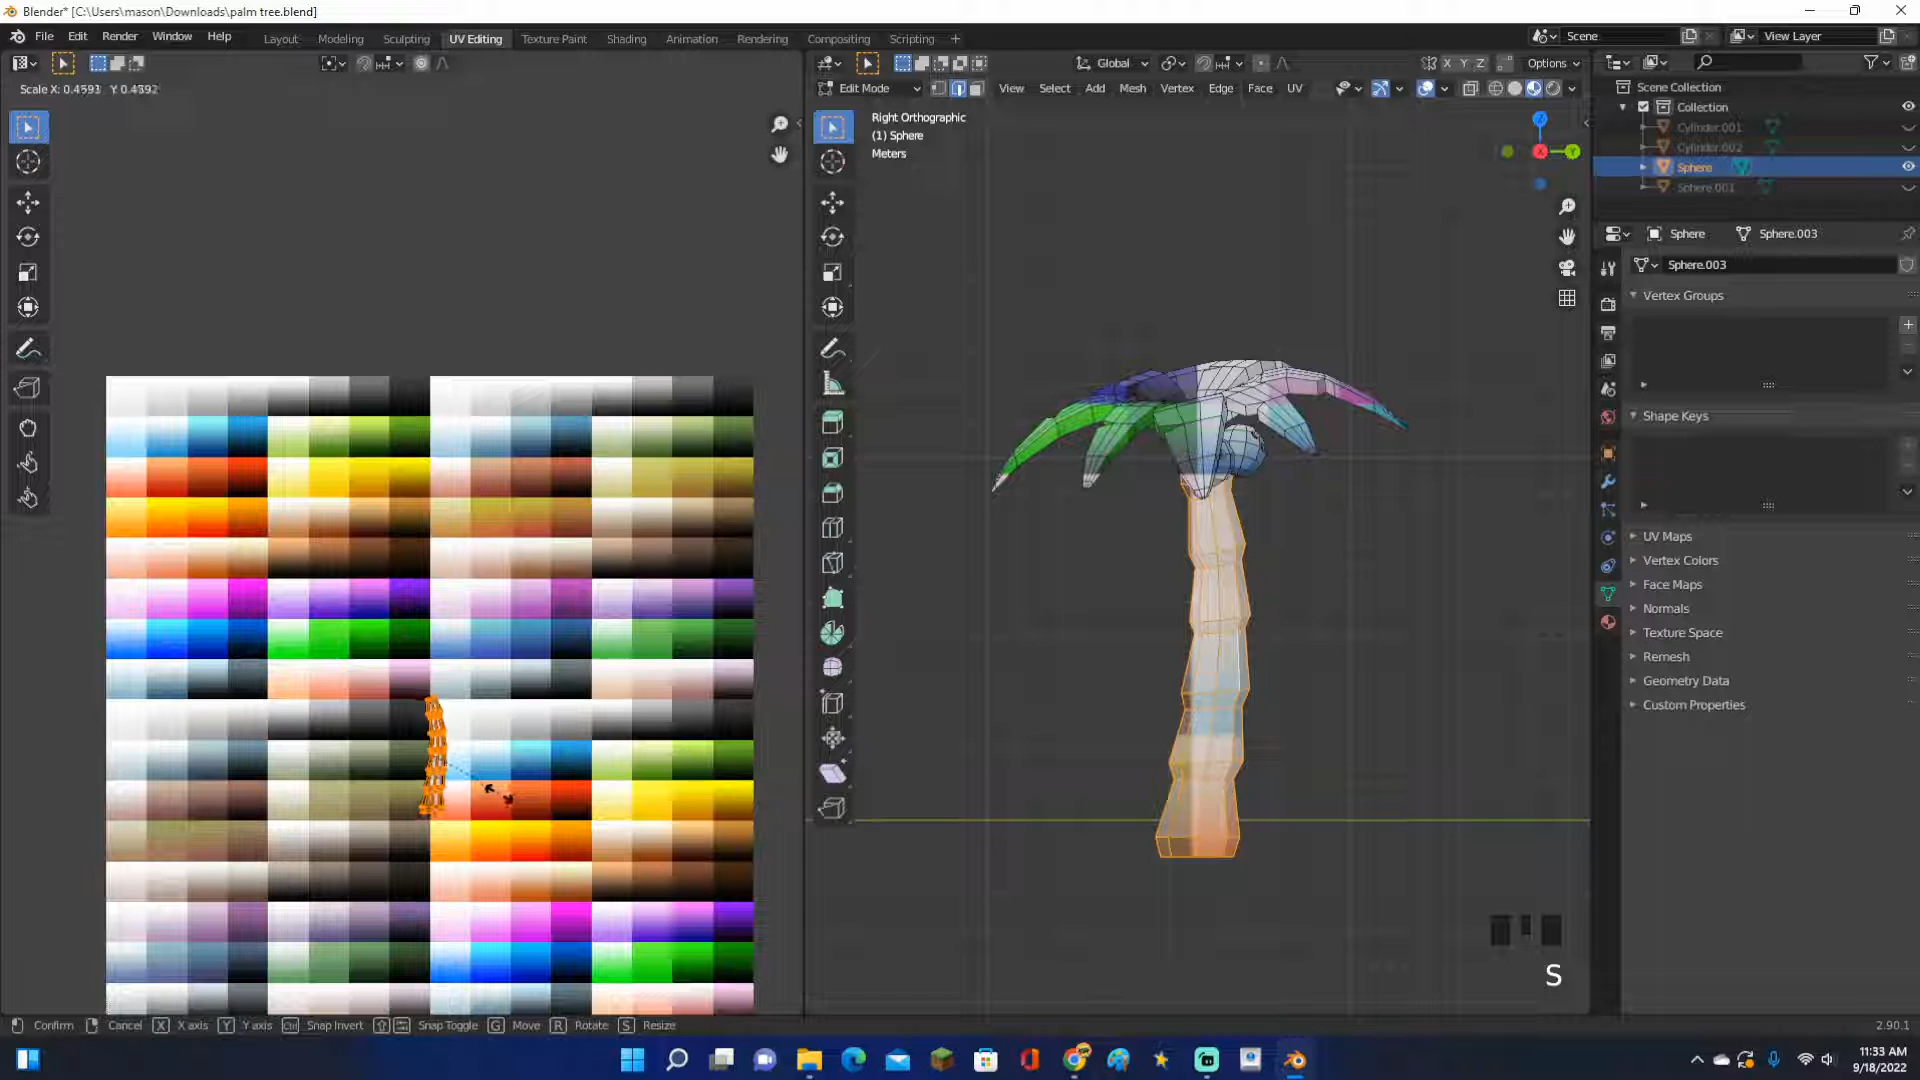 Blender* [C:\Users\mason\Downloads\palm tree.blend]
File Edit Render Window Help
Layout Modeling Sculpting UV Editing Texture Paint Shading Animation Rendering Compositing Scripting +
Scene View Layer
Global X Y Z Options
Scale X: 0.4591 Y 0.4392
Edit Mode View Select Add Mesh Vertex Edge Face UV
Right Orthographic
(1) Sphere
Meters
Z
X
Y
Scene Collection
Collection
Cylinder.001
Cylinder.002
Sphere
Sphere.001
Sphere Sphere.003
Sphere.003
Vertex Groups
Shape Keys
UV Maps
Vertex Colors
Face Maps
Normals
Texture Space
Remesh
Geometry Data
Custom Properties
S
Confirm Cancel X X axis Y Y axis Ctrl Snap Invert Snap Toggle G Move R Rotate S Resize
2.90.1
11:33 AM
9/18/2022